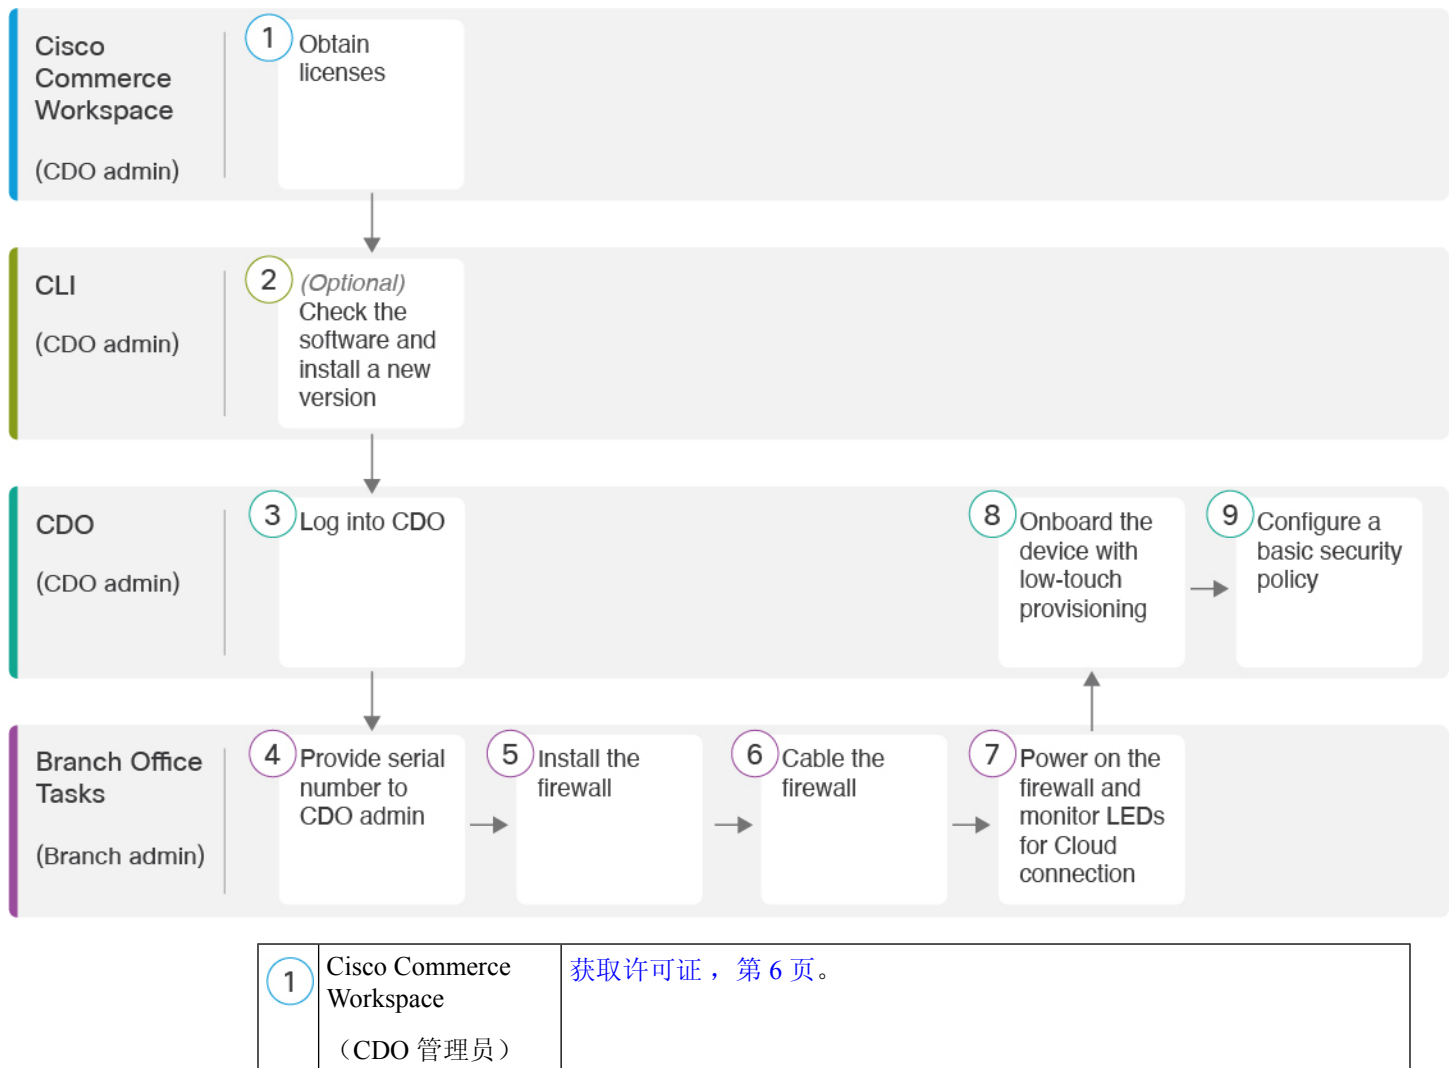 Cisco
Commerce
Workspace
(CDO admin)
1
Obtain
licenses
CLI
(CDO admin)
2
(Optional)
Check the
software and
install a new
version
CDO
(CDO admin)
3
Log into CDO
8
Onboard the
device with
low-touch
provisioning
9
Configure a
basic security
policy
Branch Office
Tasks
(Branch admin)
4
Provide serial
number to
CDO admin
5
Install the
firewall
6
Cable the
firewall
7
Power on the
firewall and
monitor LEDs
for Cloud
connection
1
Cisco Commerce
Workspace
（CDO 管理员）
获取许可证 ，第 6 页。